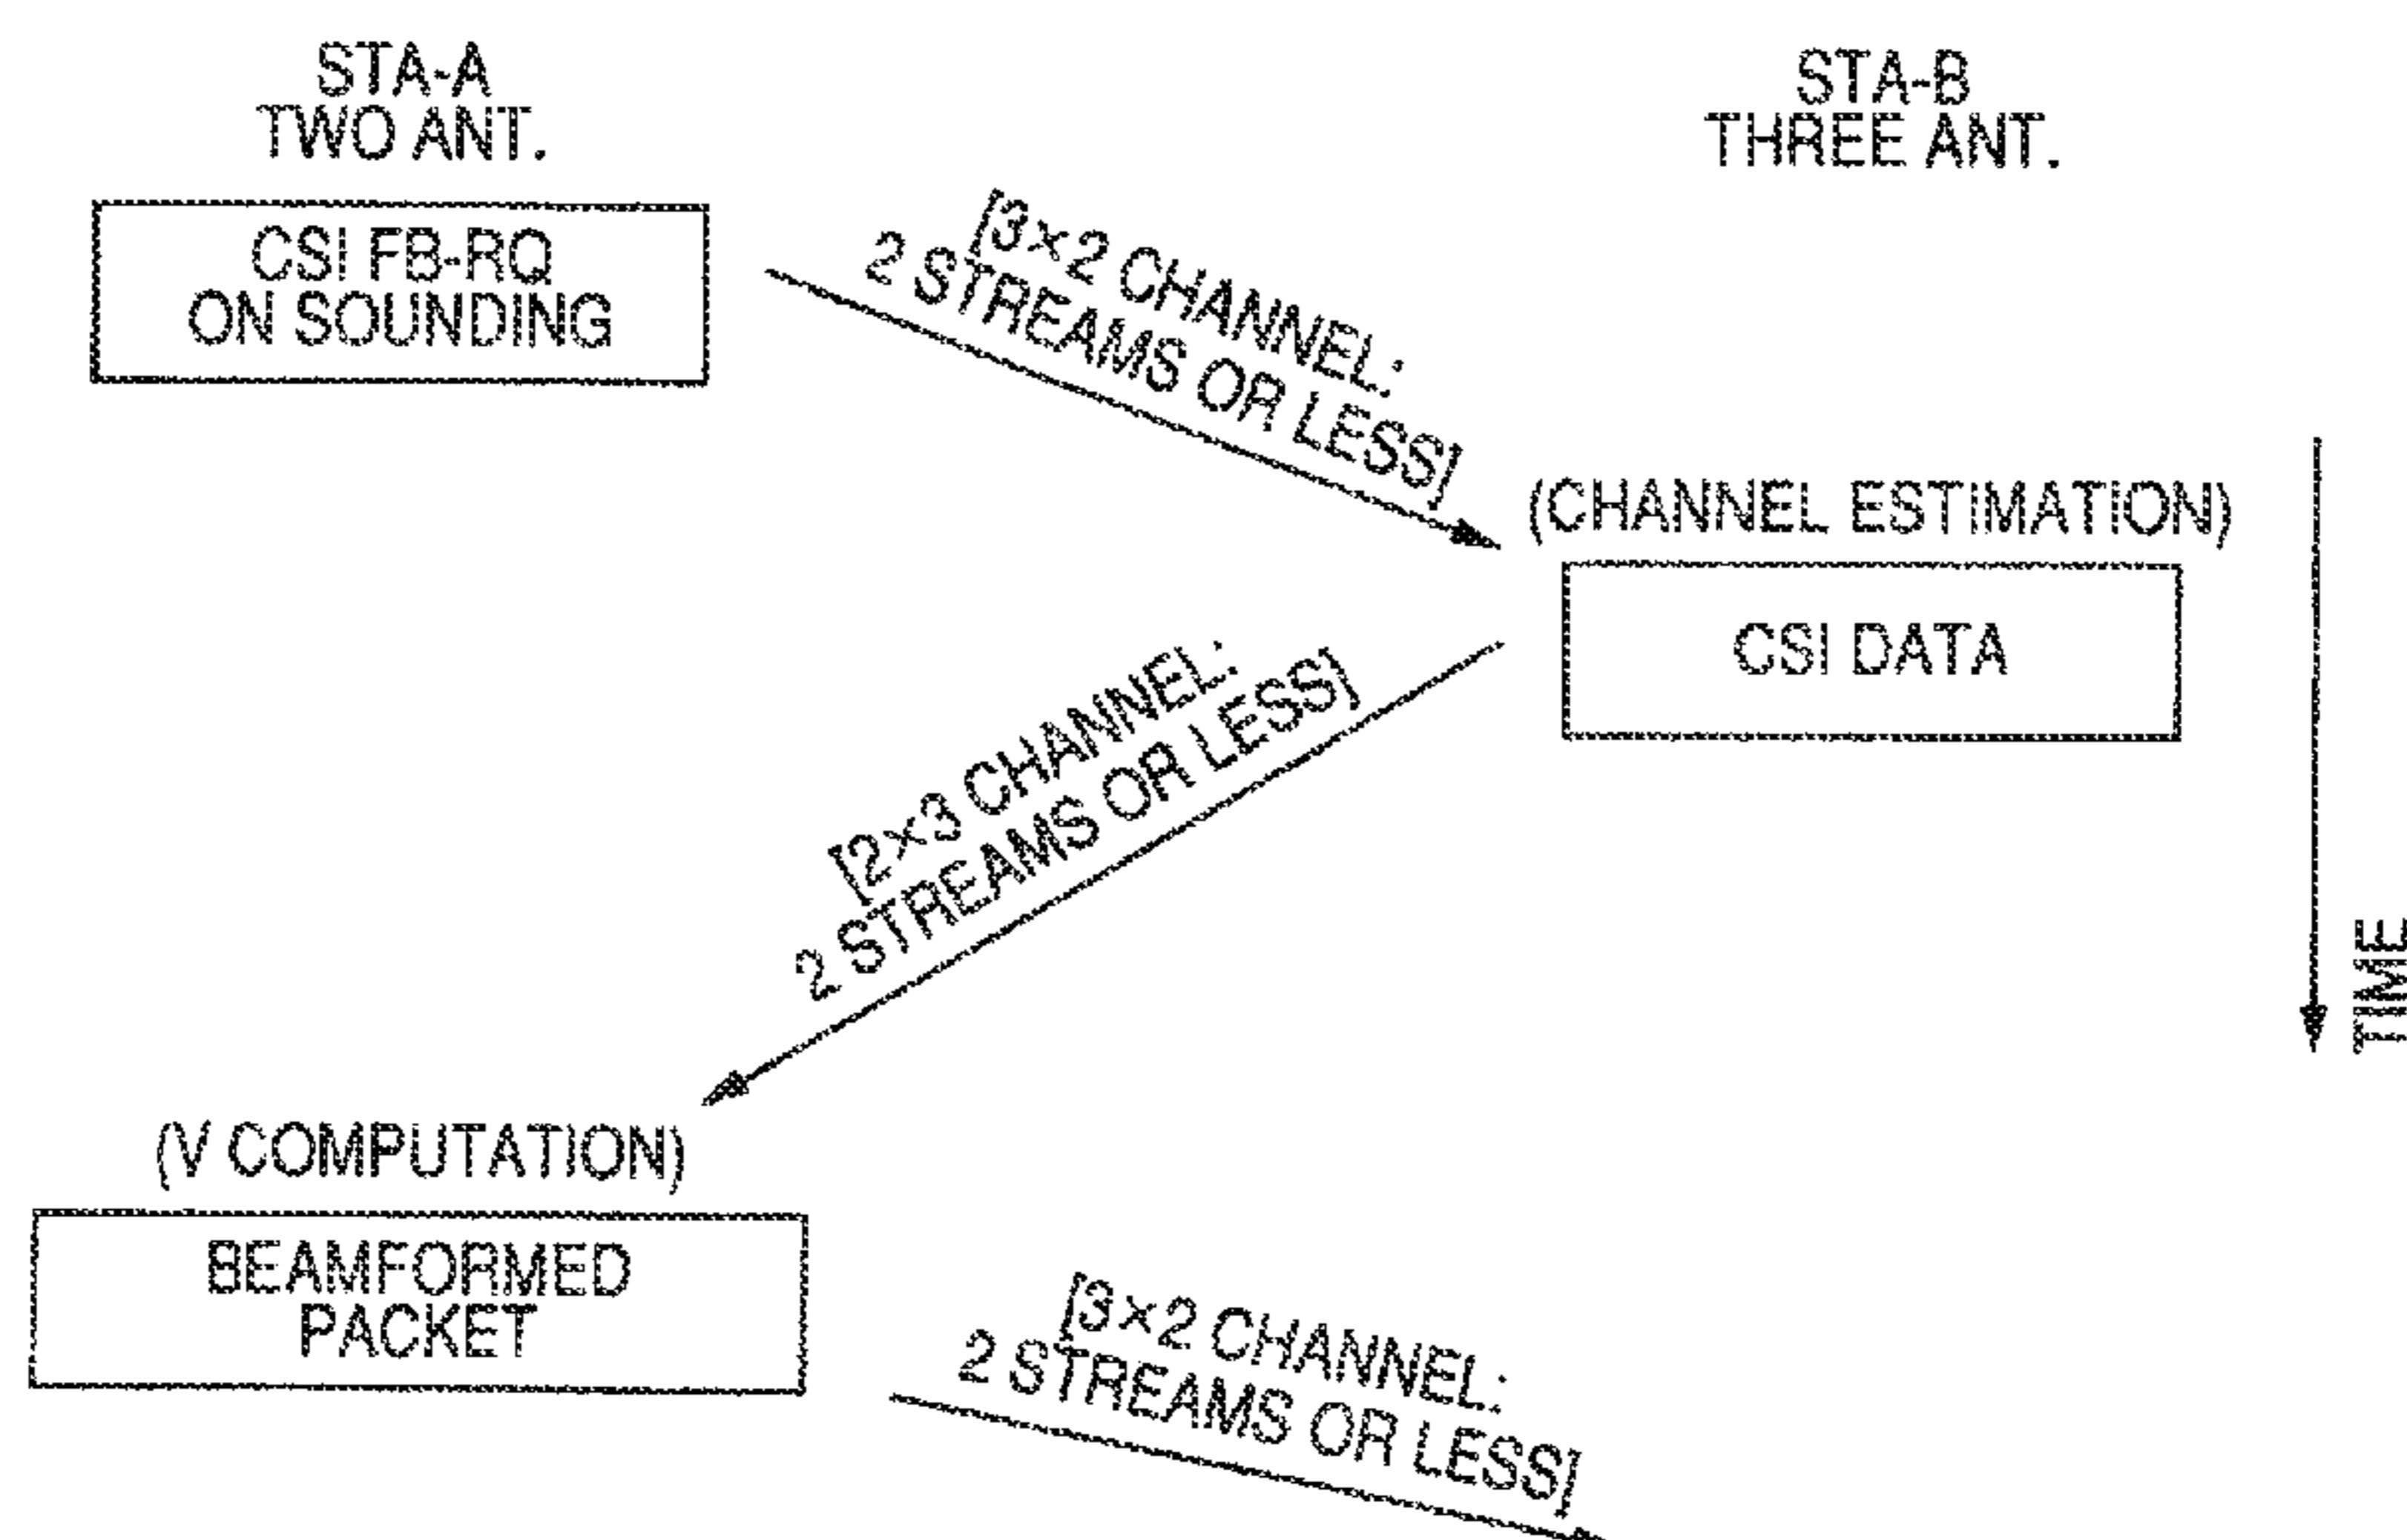 STA-A
TWO ANT.
STA-B
THREE ANT.
CSI FB-RQ
ON SOUNDING
[3×2 CHANNEL:
2 STREAMS OR LESS]
(CHANNEL ESTIMATION)
CSI DATA
[2×3 CHANNEL:
2 STREAMS OR LESS]
TIME
(V COMPUTATION)
BEAMFORMED
PACKET
[3×2 CHANNEL:
2 STREAMS OR LESS]